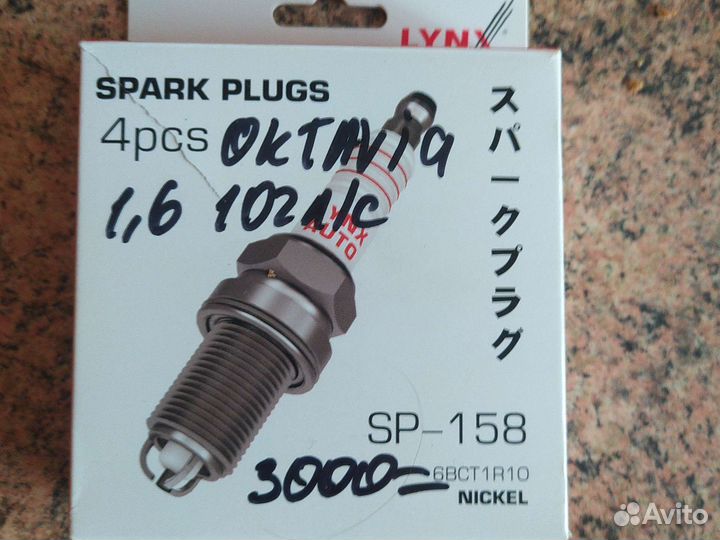 LYNX
SPARK PLUGS
4pcs OKTAVIA
1,6 102 л/с
LYNX
AUTO
スパークプラグ
SP-158
3000=
6BCT1R10
NICKEL
Avito